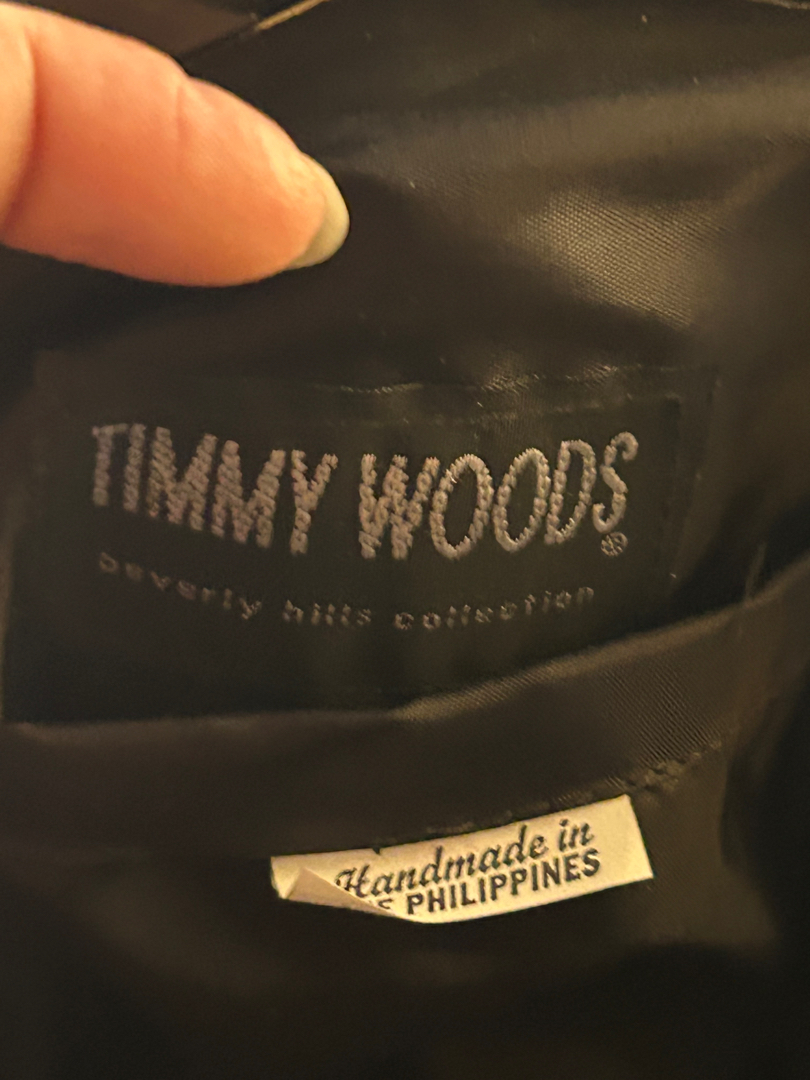 TIMMY WOODS®
beverly hills collection
Handmade in
PHILIPPINES